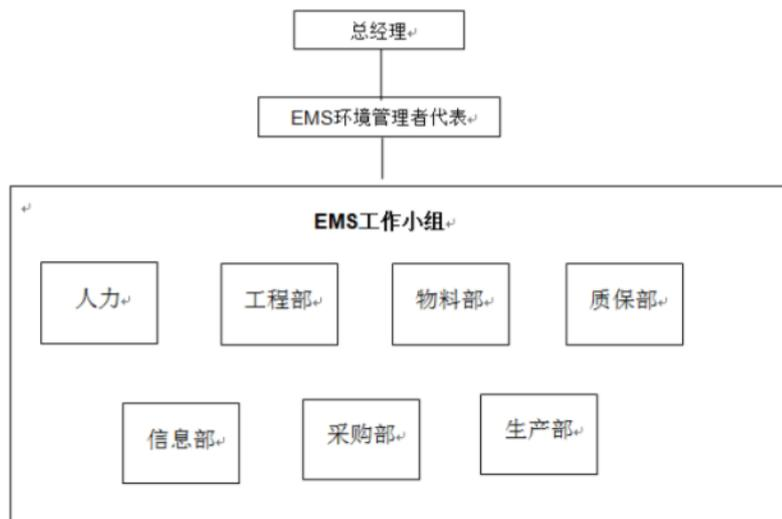 总经理
EMS环境管理者代表
EMS工作小组
人力 工程部 物料部 质保部
信息部 采购部 生产部